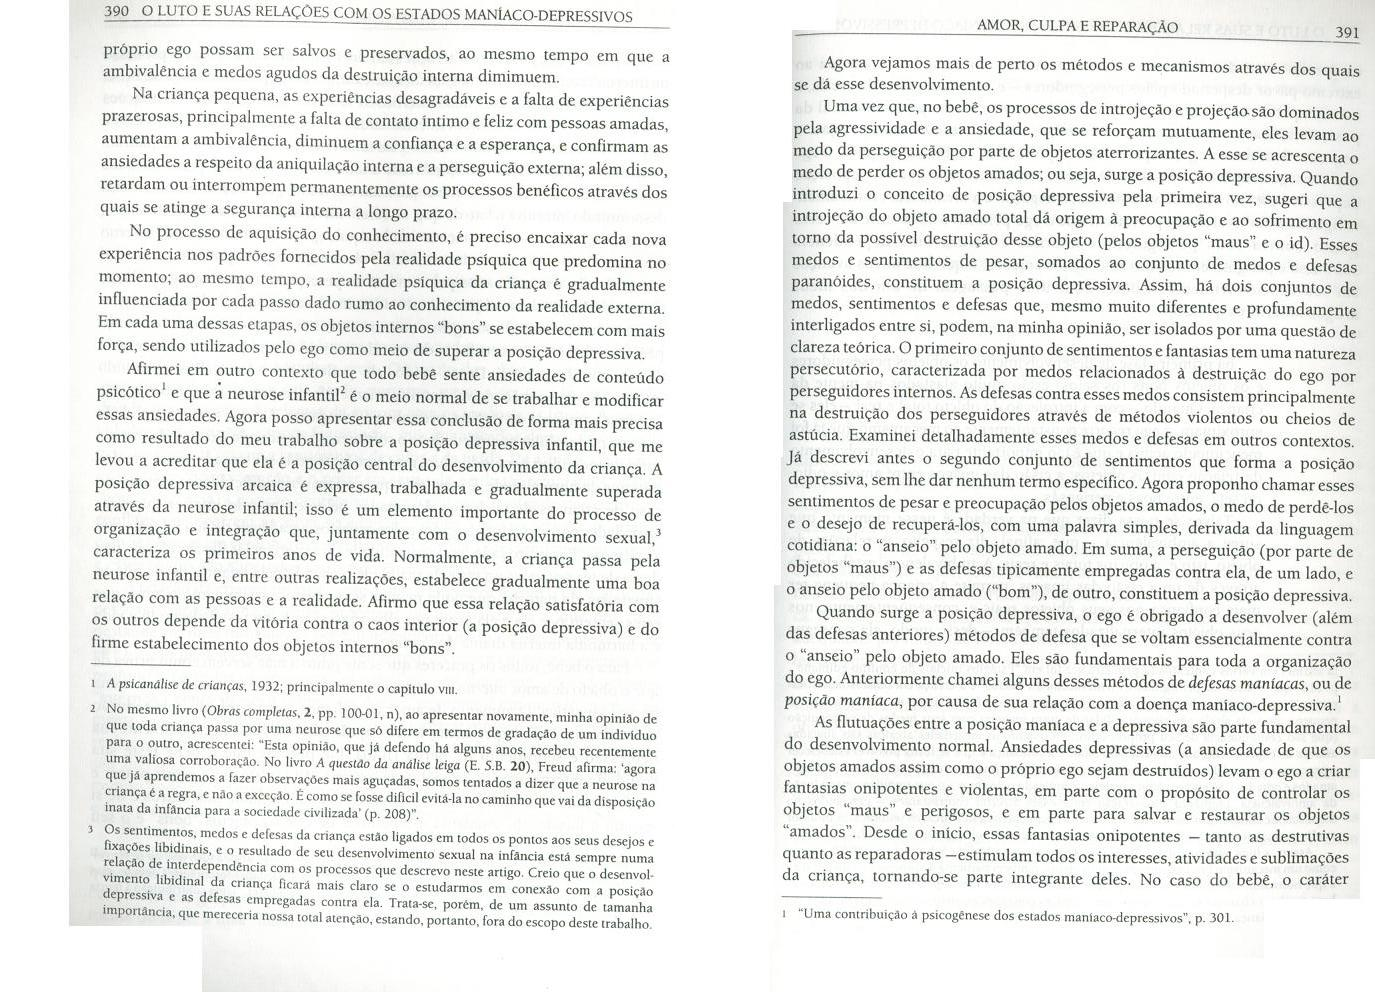 390 O LUTO E SUAS RELAÇÕES COM OS ESTADOS MANÍACO-DEPRESSIVOS
próprio ego possam ser salvos e preservados, ao mesmo tempo em que a
ambivalência e medos agudos da destruição interna dimimuem.
Na criança pequena, as experiências desagradáveis e a falta de experiências
prazerosas, principalmente a falta de contato íntimo e feliz com pessoas amadas,
aumentam a ambivalência, diminuem a confiança e a esperança, e confirmam as
ansiedades a respeito da aniquilação interna e a perseguição externa; além disso,
retardam ou interrompem permanentemente os processos benéficos através dos
quais se atinge a segurança interna a longo prazo.
No processo de aquisição do conhecimento, é preciso encaixar cada nova
experiência nos padrões fornecidos pela realidade psíquica que predomina no
momento; ao mesmo tempo, a realidade psíquica da criança é gradualmente
influenciada por cada passo dado rumo ao conhecimento da realidade externa.
Em cada uma dessas etapas, os objetos internos “bons” se estabelecem com mais
força, sendo utilizados pelo ego como meio de superar a posição depressiva.
Afirmei em outro contexto que todo bebê sente ansiedades de conteúdo
psicótico¹ e que a neurose infantil² é o meio normal de se trabalhar e modificar
essas ansiedades. Agora posso apresentar essa conclusão de forma mais precisa
como resultado do meu trabalho sobre a posição depressiva infantil, que me
levou a acreditar que ela é a posição central do desenvolvimento da criança. A
posição depressiva arcaica é expressa, trabalhada e gradualmente superada
através da neurose infantil; isso é um elemento importante do processo de
organização e integração que, juntamente com o desenvolvimento sexual,³
caracteriza os primeiros anos de vida. Normalmente, a criança passa pela
neurose infantil e, entre outras realizações, estabelece gradualmente uma boa
relação com as pessoas e a realidade. Afirmo que essa relação satisfatória com
os outros depende da vitória contra o caos interior (a posição depressiva) e do
firme estabelecimento dos objetos internos “bons”.
1 A psicanálise de crianças, 1932; principalmente o capítulo VIII.
2 No mesmo livro (Obras completas, 2, pp. 100-01, n), ao apresentar novamente, minha opinião de
que toda criança passa por uma neurose que só difere em termos de gradação de um indivíduo
para o outro, acrescentei: “Esta opinião, que já defendo há alguns anos, recebeu recentemente
uma valiosa corroboração. No livro A questão da análise leiga (E. S.B. 20), Freud afirma: ‘agora
que já aprendemos a fazer observações mais aguçadas, somos tentados a dizer que a neurose na
criança é a regra, e não a exceção. É como se fosse difícil evitá-la no caminho que vai da disposição
inata da infância para a sociedade civilizada’ (p. 208)”.
3 Os sentimentos, medos e defesas da criança estão ligados em todos os pontos aos seus desejos e
fixações libidinais, e o resultado de seu desenvolvimento sexual na infância está sempre numa
relação de interdependência com os processos que descrevo neste artigo. Creio que o desenvol-
vimento libidinal da criança ficará mais claro se o estudarmos em conexão com a posição
depressiva e as defesas empregadas contra ela. Trata-se, porém, de um assunto de tamanha
importância, que mereceria nossa total atenção, estando, portanto, fora do escopo deste trabalho.
AMOR, CULPA E REPARAÇÃO 391
Agora vejamos mais de perto os métodos e mecanismos através dos quais
se dá esse desenvolvimento.
Uma vez que, no bebê, os processos de introjeção e projeção são dominados
pela agressividade e a ansiedade, que se reforçam mutuamente, eles levam ao
medo da perseguição por parte de objetos aterrorizantes. A esse se acrescenta o
medo de perder os objetos amados; ou seja, surge a posição depressiva. Quando
introduzi o conceito de posição depressiva pela primeira vez, sugeri que a
introjeção do objeto amado total dá origem à preocupação e ao sofrimento em
torno da possível destruição desse objeto (pelos objetos “maus” e o id). Esses
medos e sentimentos de pesar, somados ao conjunto de medos e defesas
paranóides, constituem a posição depressiva. Assim, há dois conjuntos de
medos, sentimentos e defesas que, mesmo muito diferentes e profundamente
interligados entre si, podem, na minha opinião, ser isolados por uma questão de
clareza teórica. O primeiro conjunto de sentimentos e fantasias tem uma natureza
persecutório, caracterizada por medos relacionados à destruição do ego por
perseguidores internos. As defesas contra esses medos consistem principalmente
na destruição dos perseguidores através de métodos violentos ou cheios de
astúcia. Examinei detalhadamente esses medos e defesas em outros contextos.
Já descrevi antes o segundo conjunto de sentimentos que forma a posição
depressiva, sem lhe dar nenhum termo específico. Agora proponho chamar esses
sentimentos de pesar e preocupação pelos objetos amados, o medo de perdê-los
e o desejo de recuperá-los, com uma palavra simples, derivada da linguagem
cotidiana: o “anseio” pelo objeto amado. Em suma, a perseguição (por parte de
objetos “maus”) e as defesas tipicamente empregadas contra ela, de um lado, e
o anseio pelo objeto amado (“bom”), de outro, constituem a posição depressiva.
Quando surge a posição depressiva, o ego é obrigado a desenvolver (além
das defesas anteriores) métodos de defesa que se voltam essencialmente contra
o “anseio” pelo objeto amado. Eles são fundamentais para toda a organização
do ego. Anteriormente chamei alguns desses métodos de defesas maníacas, ou de
posição maníaca, por causa de sua relação com a doença maníaco-depressiva.¹
As flutuações entre a posição maníaca e a depressiva são parte fundamental
do desenvolvimento normal. Ansiedades depressivas (a ansiedade de que os
objetos amados assim como o próprio ego sejam destruídos) levam o ego a criar
fantasias onipotentes e violentas, em parte com o propósito de controlar os
objetos “maus” e perigosos, e em parte para salvar e restaurar os objetos
“amados”. Desde o início, essas fantasias onipotentes — tanto as destrutivas
quanto as reparadoras —estimulam todos os interesses, atividades e sublimações
da criança, tornando-se parte integrante deles. No caso do bebê, o caráter
1 “Uma contribuição à psicogênese dos estados maníaco-depressivos”, p. 301.